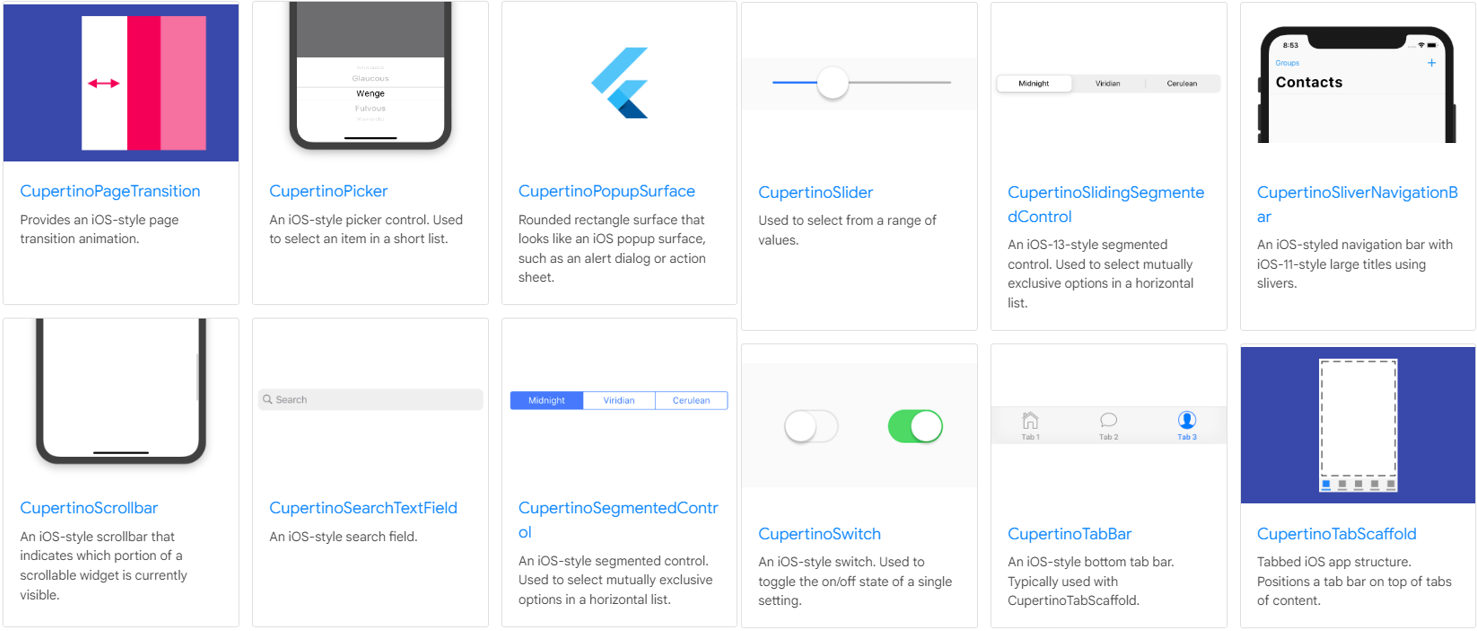 Glaucous
Wenge
Fulvous
Midnight
Viridian
Cerulean
8:53
Groups
+
Contacts
CupertinoPageTransition
Provides an iOS-style page
transition animation.
CupertinoPicker
An iOS-style picker control. Used
to select an item in a short list.
CupertinoPopupSurface
Rounded rectangle surface that
looks like an iOS popup surface,
such as an alert dialog or action
sheet.
CupertinoSlider
Used to select from a range of
values.
CupertinoSlidingSegmente
dControl
An iOS-13-style segmented
control. Used to select mutually
exclusive options in a horizontal
list.
CupertinoSliverNavigationB
ar
An iOS-styled navigation bar with
iOS-11-style large titles using
slivers.
Search
Midnight
Viridian
Cerulean
Tab 1
Tab 2
Tab 3
CupertinoScrollbar
An iOS-style scrollbar that
indicates which portion of a
scrollable widget is currently
visible.
CupertinoSearchTextField
An iOS-style search field.
CupertinoSegmentedContr
ol
An iOS-style segmented control.
Used to select mutually exclusive
options in a horizontal list.
CupertinoSwitch
An iOS-style switch. Used to
toggle the on/off state of a single
setting.
CupertinoTabBar
An iOS-style bottom tab bar.
Typically used with
CupertinoTabScaffold.
CupertinoTabScaffold
Tabbed iOS app structure.
Positions a tab bar on top of tabs
of content.